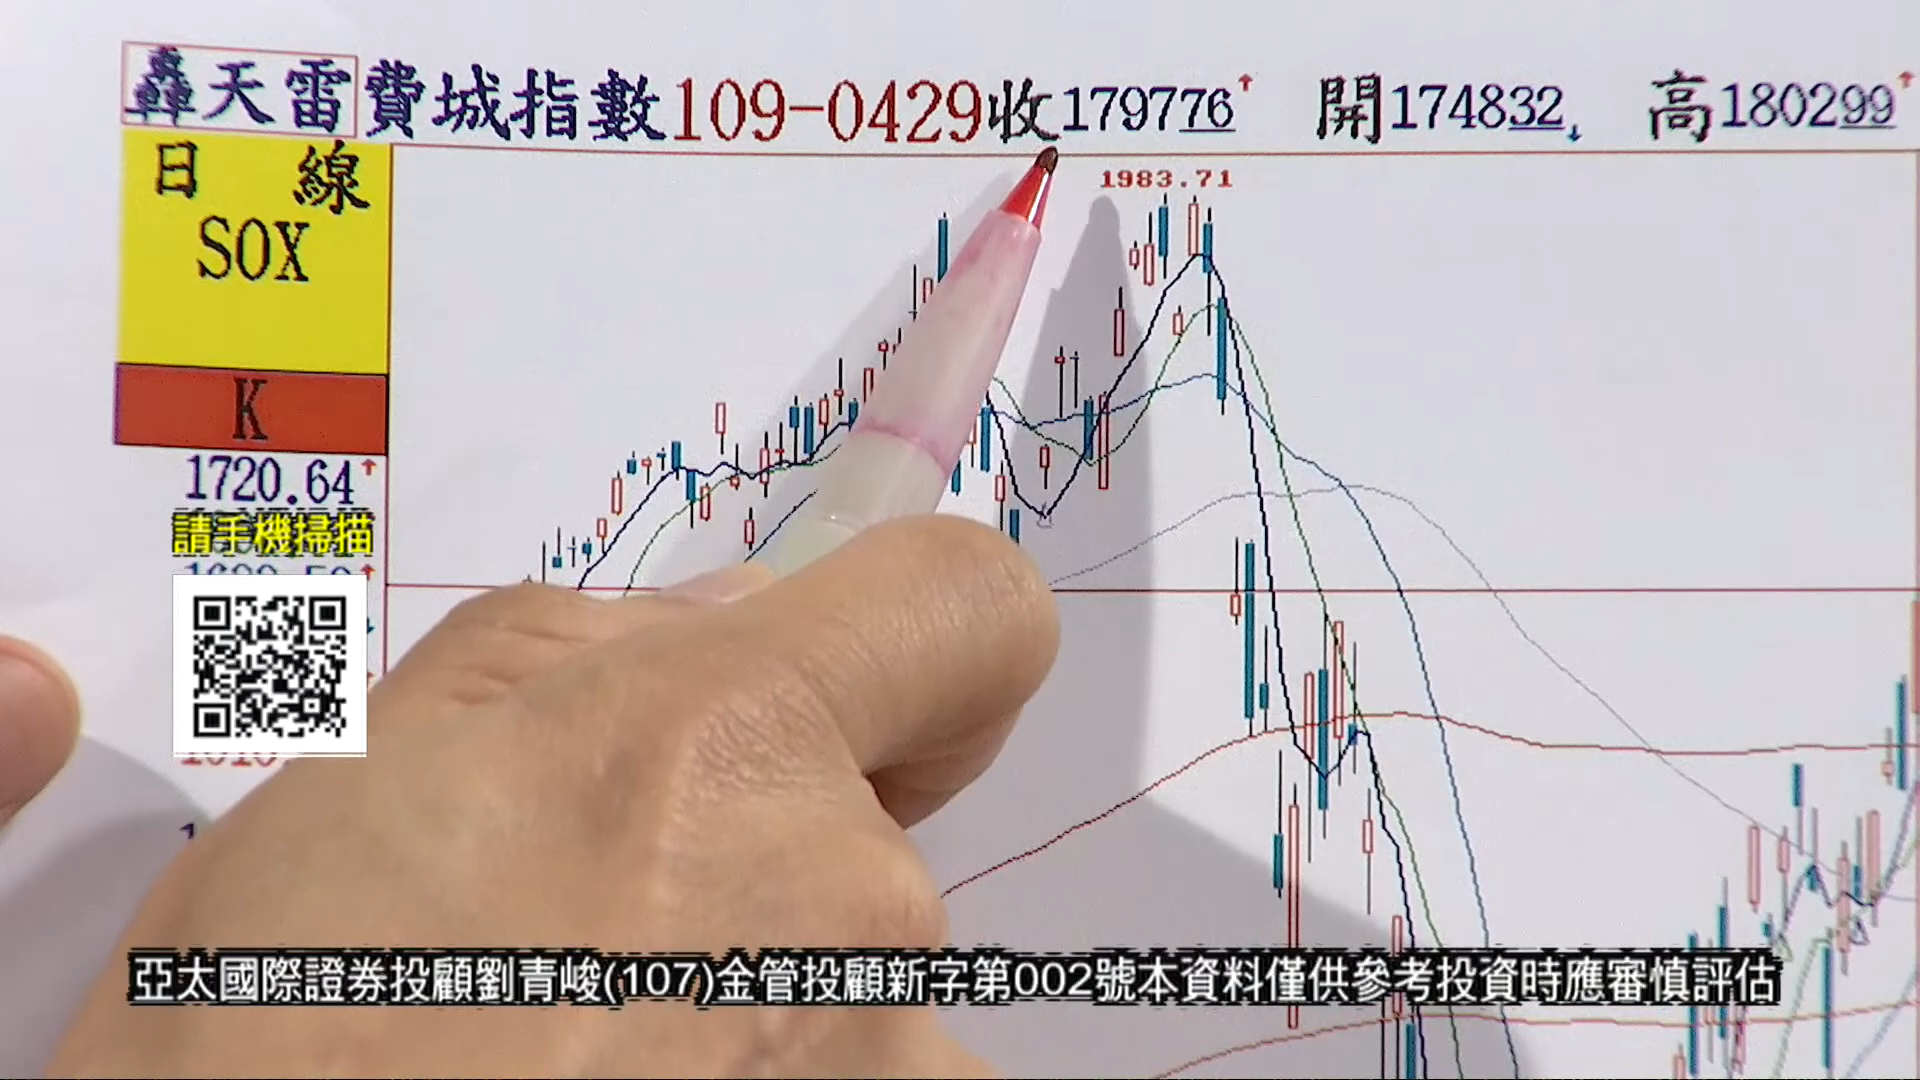 轟天雷費城指數109-0429收179776↑ 開174832↓ 高180299↑
日線
SOX
1983.71
K
1720.64↑
請手機掃描
亞太國際證券投顧劉青峻(107)金管投顧新字第002號本資料僅供參考投資時應審慎評估